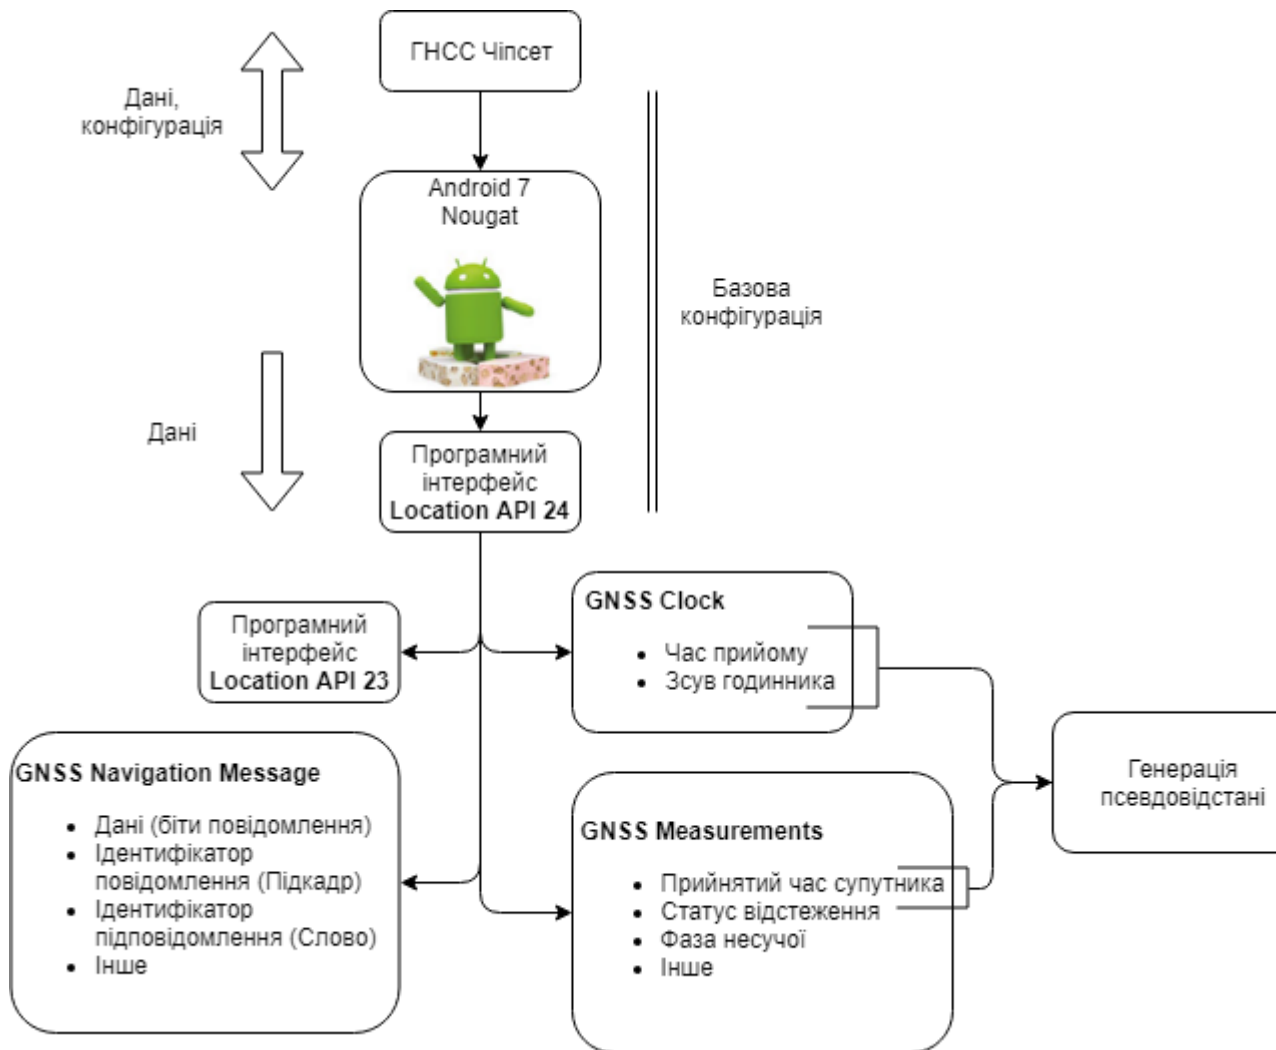 ГНСС Чіпсет
Дані,
конфігурація
Android 7
Nougat
Базова
конфігурація
Дані
Програмний
інтерфейс
Location API 24
GNSS Clock
Час прийому
Зсув годинника
Програмний
інтерфейс
Location API 23
GNSS Navigation Message
Дані (біти повідомлення)
Ідентифікатор
повідомлення (Підкадр)
Ідентифікатор
підповідомлення (Слово)
Інше
GNSS Measurements
Прийнятий час супутника
Статус відстеження
Фаза несучої
Інше
Генерація
псевдовідстані